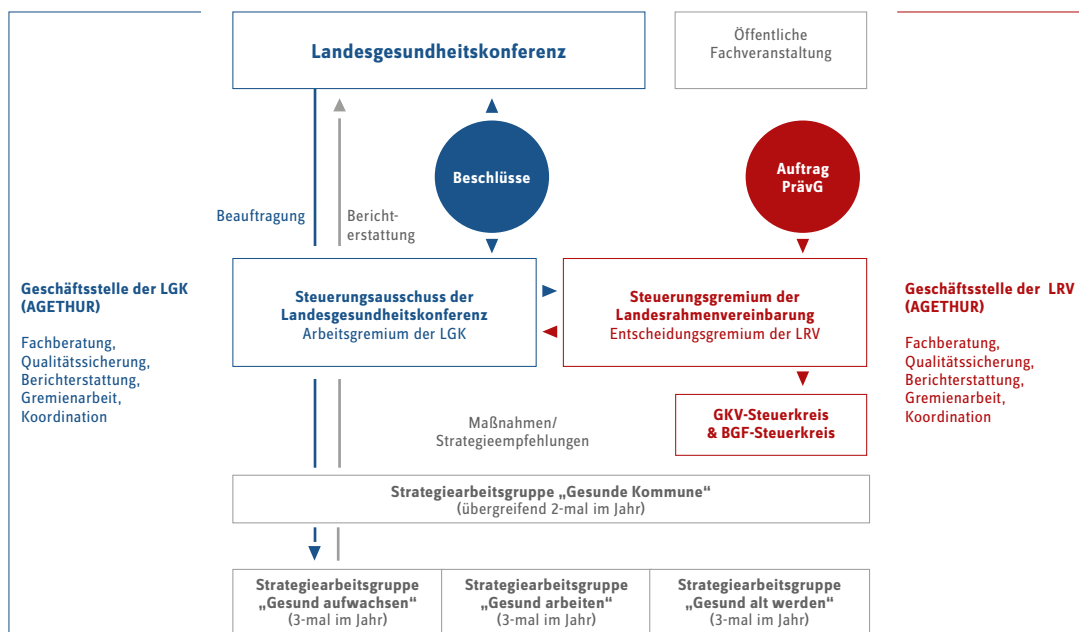 Landesgesundheitskonferenz
Öffentliche
Fachveranstaltung
Beschlüsse
Auftrag
PrävG
Beauftragung
Bericht-
erstattung
Geschäftsstelle der LGK
(AGETHUR)
Fachberatung,
Qualitätssicherung,
Berichterstattung,
Gremienarbeit,
Koordination
Steuerungsausschuss der
Landesgesundheitskonferenz
Arbeitsgremium der LGK
Steuerungsgremium der
Landesrahmenvereinbarung
Entscheidungsgremium der LRV
Geschäftsstelle der LRV
(AGETHUR)
Fachberatung,
Qualitätssicherung,
Berichterstattung,
Gremienarbeit,
Koordination
GKV-Steuerkreis
& BGF-Steuerkreis
Maßnahmen/
Strategieempfehlungen
Strategiearbeitsgruppe „Gesunde Kommune“
(übergreifend 2-mal im Jahr)
Strategiearbeitsgruppe
„Gesund aufwachsen“
(3-mal im Jahr)
Strategiearbeitsgruppe
„Gesund arbeiten“
(3-mal im Jahr)
Strategiearbeitsgruppe
„Gesund alt werden“
(3-mal im Jahr)